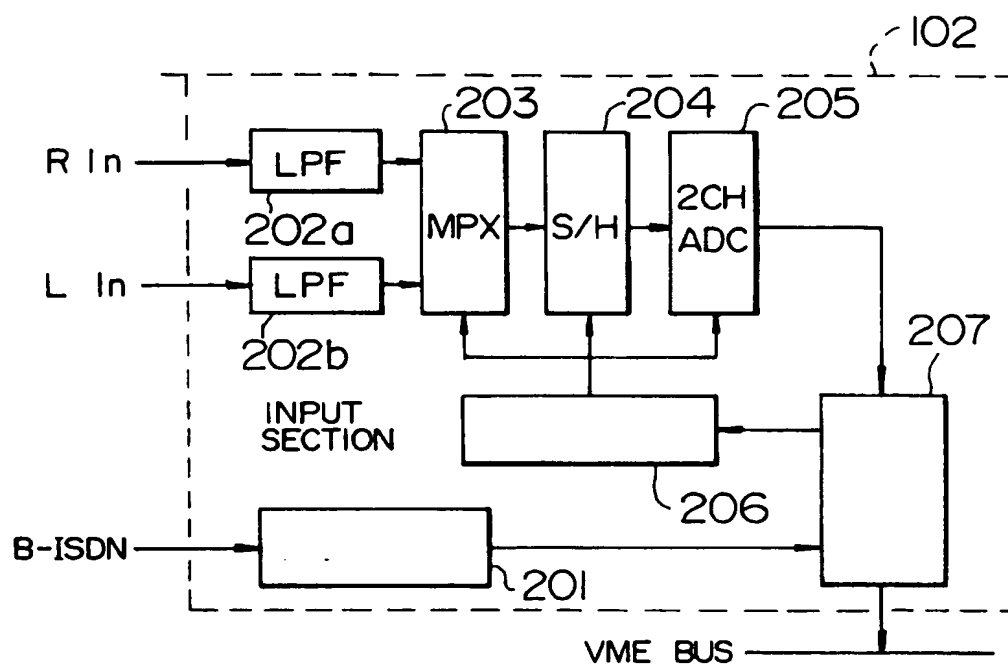 102
203
204
205
R In
LPF
202a
MPX
S/H
2CH
ADC
L In
LPF
202b
207
INPUT
SECTION
206
B-ISDN
201
VME BUS